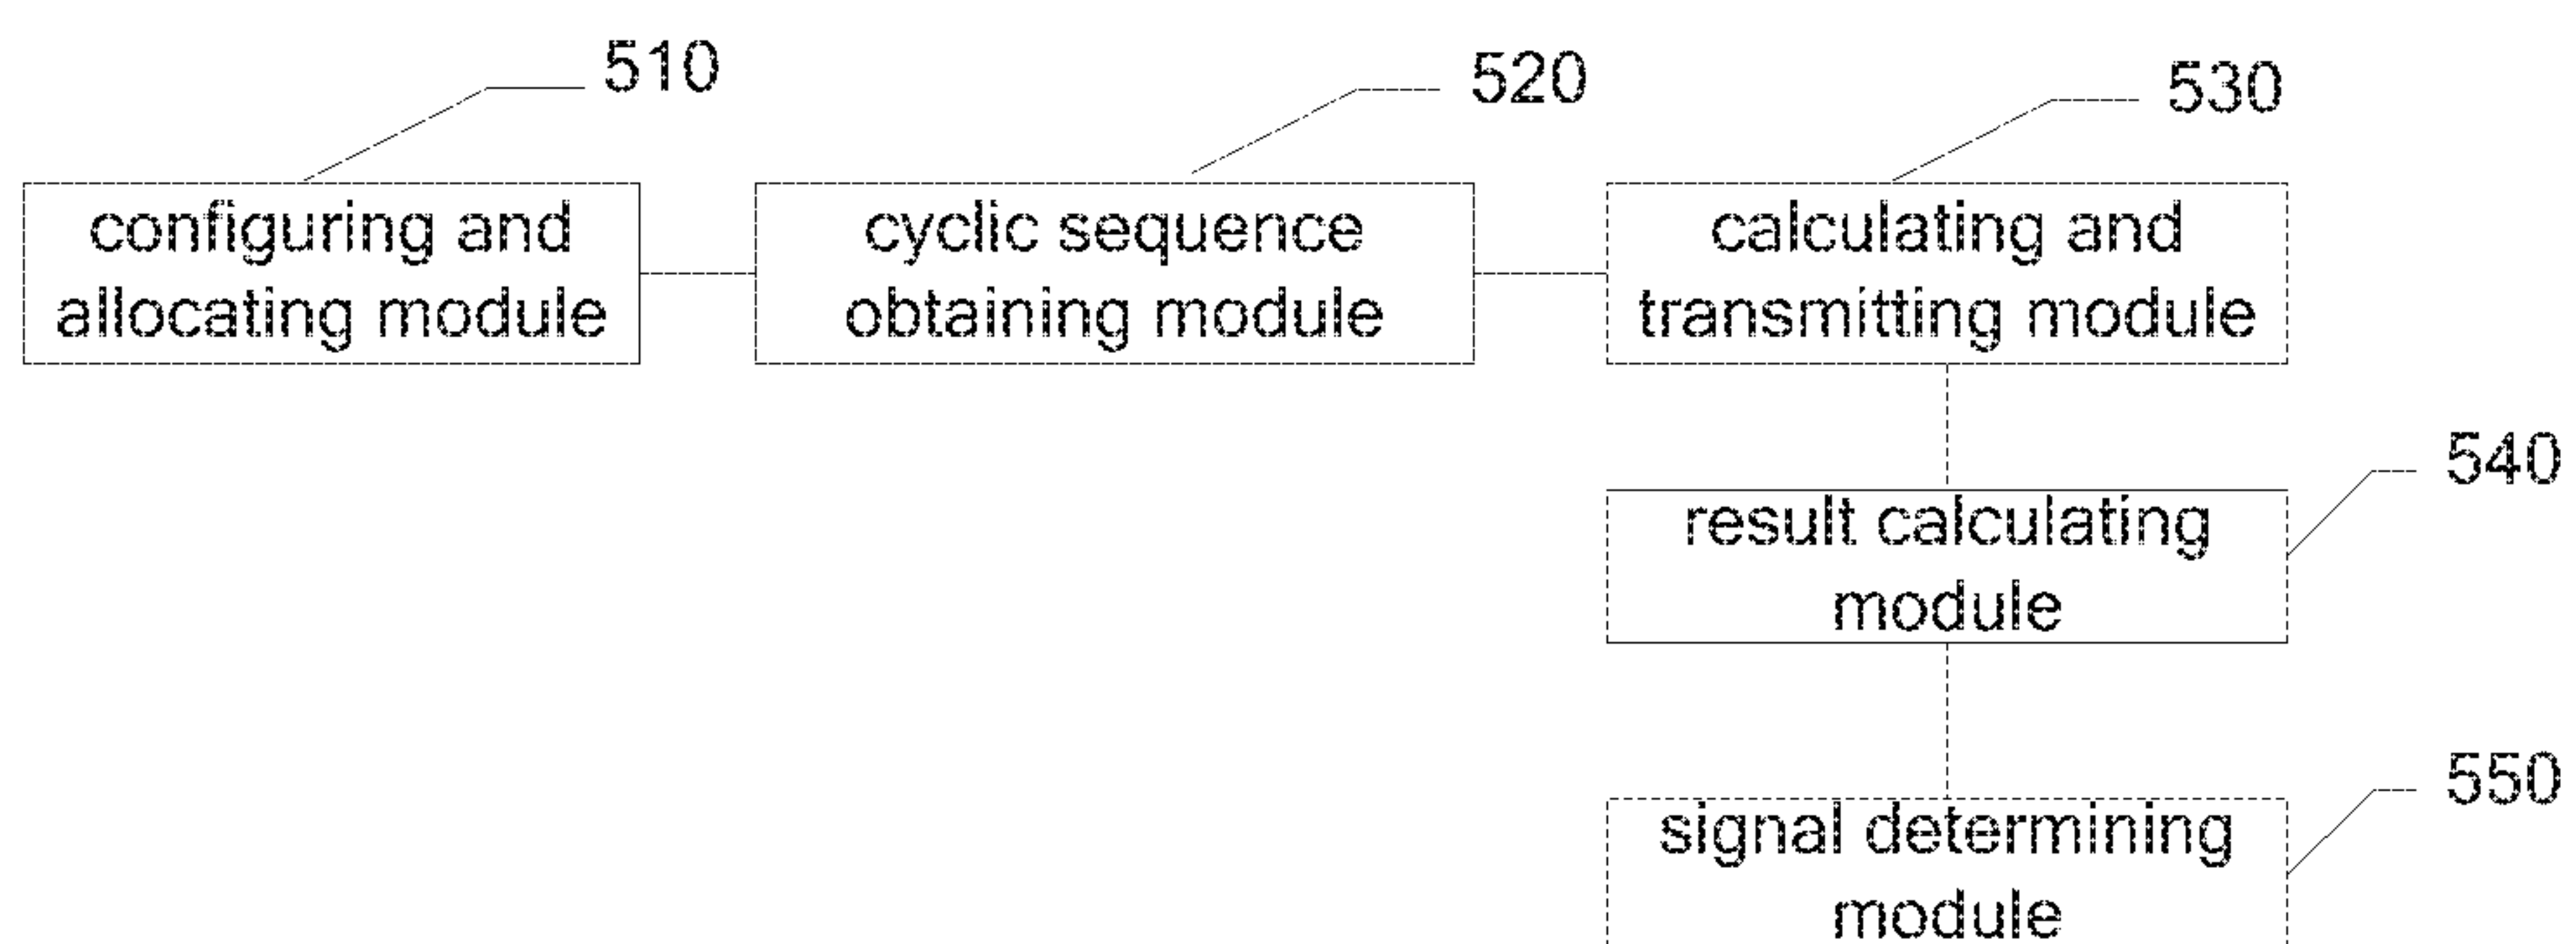 510
520
530
configuring and
allocating module
cyclic sequence
obtaining module
calculating and
transmitting module
540
result calculating
module
550
signal determining
module